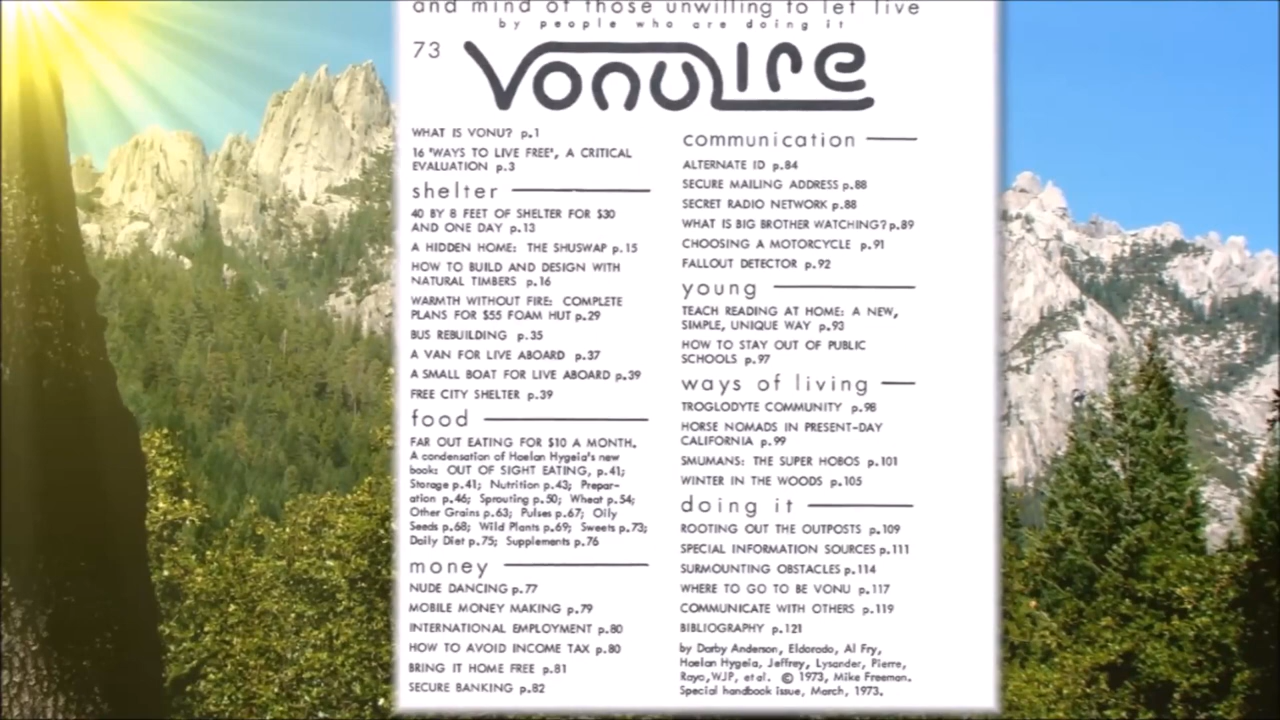 and mind of those unwilling to let live
by people who are doing it
73 VONULIFE
WHAT IS VONU? p.1
16 'WAYS TO LIVE FREE', A CRITICAL
EVALUATION p.3
shelter
40 BY 8 FEET OF SHELTER FOR $30
AND ONE DAY p.13
A HIDDEN HOME: THE SHUSWAP p.15
HOW TO BUILD AND DESIGN WITH
NATURAL TIMBERS p.16
WARMTH WITHOUT FIRE: COMPLETE
PLANS FOR $55 FOAM HUT p.29
BUS REBUILDING p.35
A VAN FOR LIVE ABOARD p.37
A SMALL BOAT FOR LIVE ABOARD p.39
FREE CITY SHELTER p.39
food
FAR OUT EATING FOR $10 A MONTH.
A condensation of Haelan Hygeia's new
book: OUT OF SIGHT EATING, p.41;
Storage p.41; Nutrition p.43; Prepar-
ation p.46; Sprouting p.50; Wheat p.54;
Other Grains p.63; Pulses p.67; Oily
Seeds p.68; Wild Plants p.69; Sweets p.73;
Daily Diet p.75; Supplements p.76
money
NUDE DANCING p.77
MOBILE MONEY MAKING p.79
INTERNATIONAL EMPLOYMENT p.80
HOW TO AVOID INCOME TAX p.80
BRING IT HOME FREE p.81
SECURE BANKING p.82
communication
ALTERNATE ID p.84
SECURE MAILING ADDRESS p.88
SECRET RADIO NETWORK p.88
WHAT IS BIG BROTHER WATCHING? p.89
CHOOSING A MOTORCYCLE p.91
FALLOUT DETECTOR p.92
young
TEACH READING AT HOME: A NEW,
SIMPLE, UNIQUE WAY p.93
HOW TO STAY OUT OF PUBLIC
SCHOOLS p.97
ways of living
TROGLODYTE COMMUNITY p.98
HORSE NOMADS IN PRESENT-DAY
CALIFORNIA p.99
SMUMANS: THE SUPER HOBOS p.101
WINTER IN THE WOODS p.105
doing it
ROOTING OUT THE OUTPOSTS p.109
SPECIAL INFORMATION SOURCES p.111
SURMOUNTING OBSTACLES p.114
WHERE TO GO TO BE VONU p.117
COMMUNICATE WITH OTHERS p.119
BIBLIOGRAPHY p.121
by Darby Anderson, Eldorado, Al Fry,
Haelan Hygeia, Jeffrey, Lysander, Pierre,
Rayo, WJP, et al. © 1973, Mike Freeman.
Special handbook issue, March, 1973.